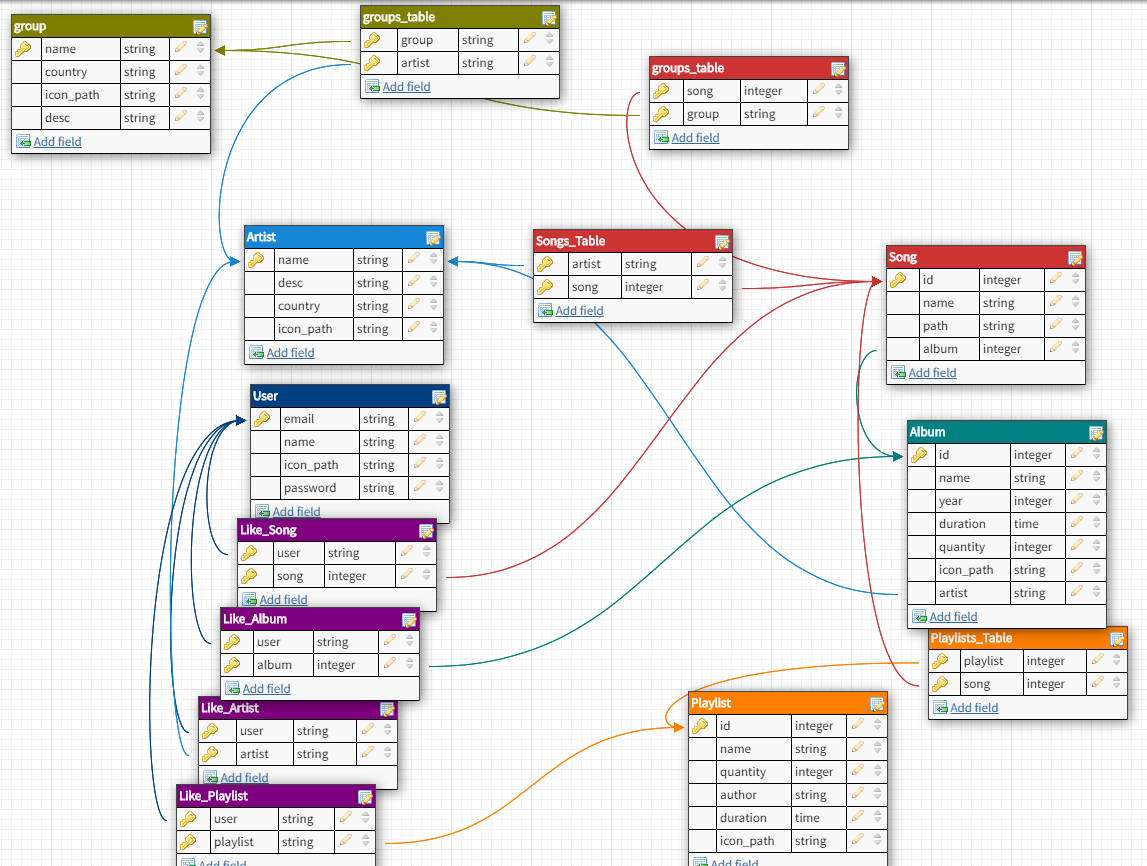 group
name string
country string
icon_path string
desc string
Add field
groups_table
group string
artist string
Add field
groups_table
song integer
group string
Add field
Artist
name string
desc string
country string
icon_path string
Add field
Songs_Table
artist string
song integer
Add field
Song
id integer
name string
path string
album integer
Add field
User
email string
name string
icon_path string
password string
Add field
Album
id integer
name string
year integer
duration time
quantity integer
icon_path string
artist string
Add field
Like_Song
user string
song integer
Add field
Like_Album
user string
album integer
Add field
Playlists_Table
playlist integer
song integer
Add field
Like_Artist
user string
artist string
Add field
Playlist
id integer
name string
quantity integer
author string
duration time
icon_path string
Add field
Like_Playlist
user string
playlist string
Add field